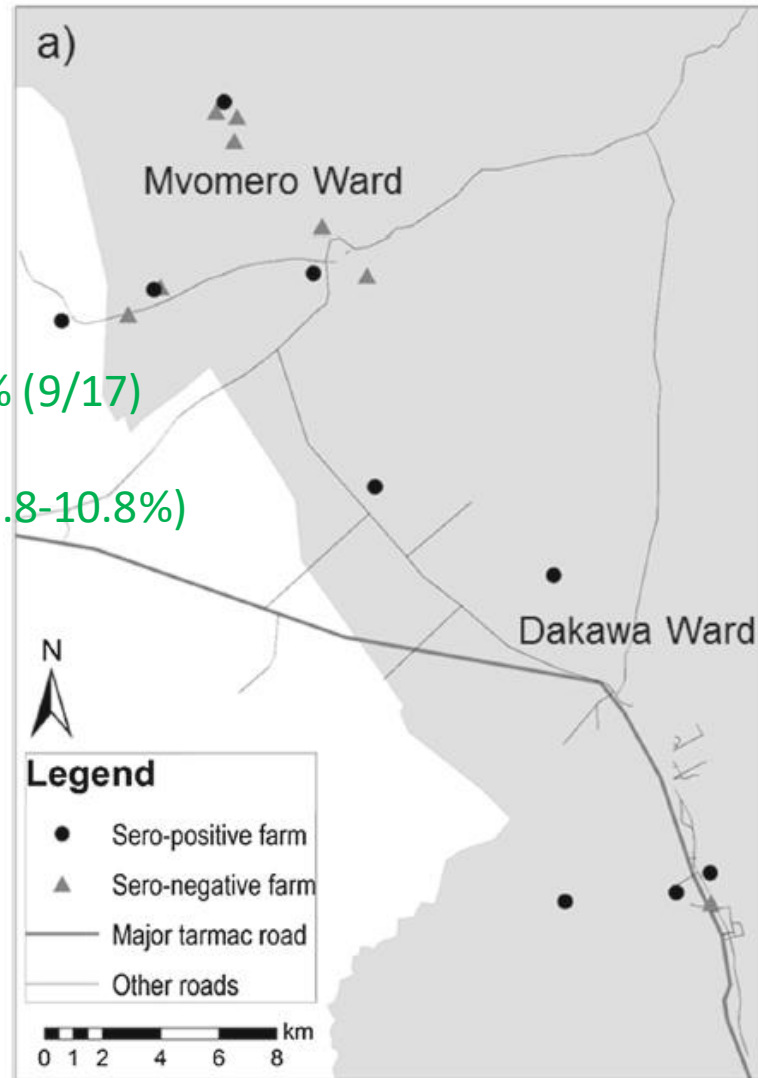 a)
Mvomero Ward
% (9/17)
.8-10.8%)
Dakawa Ward
N
Legend
Sero-positive farm
Sero-negative farm
Major tarmac road
Other roads
km
0 1 2 4 6 8